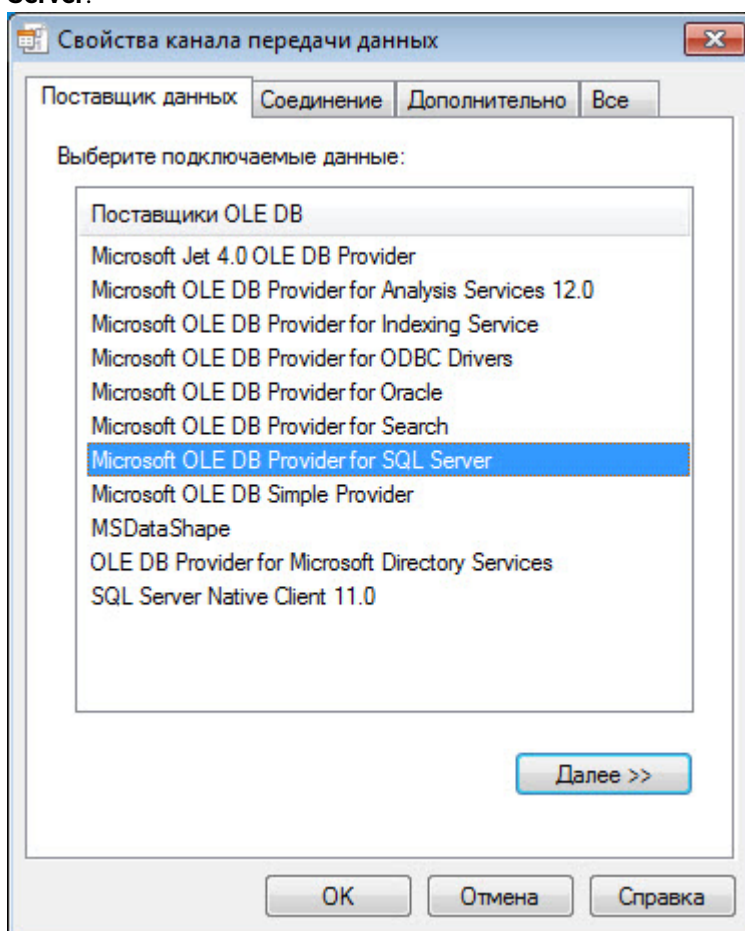 Server.
Свойства канала передачи данных
Поставщик данных Соединение Дополнительно Все
Выберите подключаемые данные:
Поставщики OLE DB
Microsoft Jet 4.0 OLE DB Provider
Microsoft OLE DB Provider for Analysis Services 12.0
Microsoft OLE DB Provider for Indexing Service
Microsoft OLE DB Provider for ODBC Drivers
Microsoft OLE DB Provider for Oracle
Microsoft OLE DB Provider for Search
Microsoft OLE DB Provider for SQL Server
Microsoft OLE DB Simple Provider
MSDataShape
OLE DB Provider for Microsoft Directory Services
SQL Server Native Client 11.0
Далее >>
OK Отмена Справка